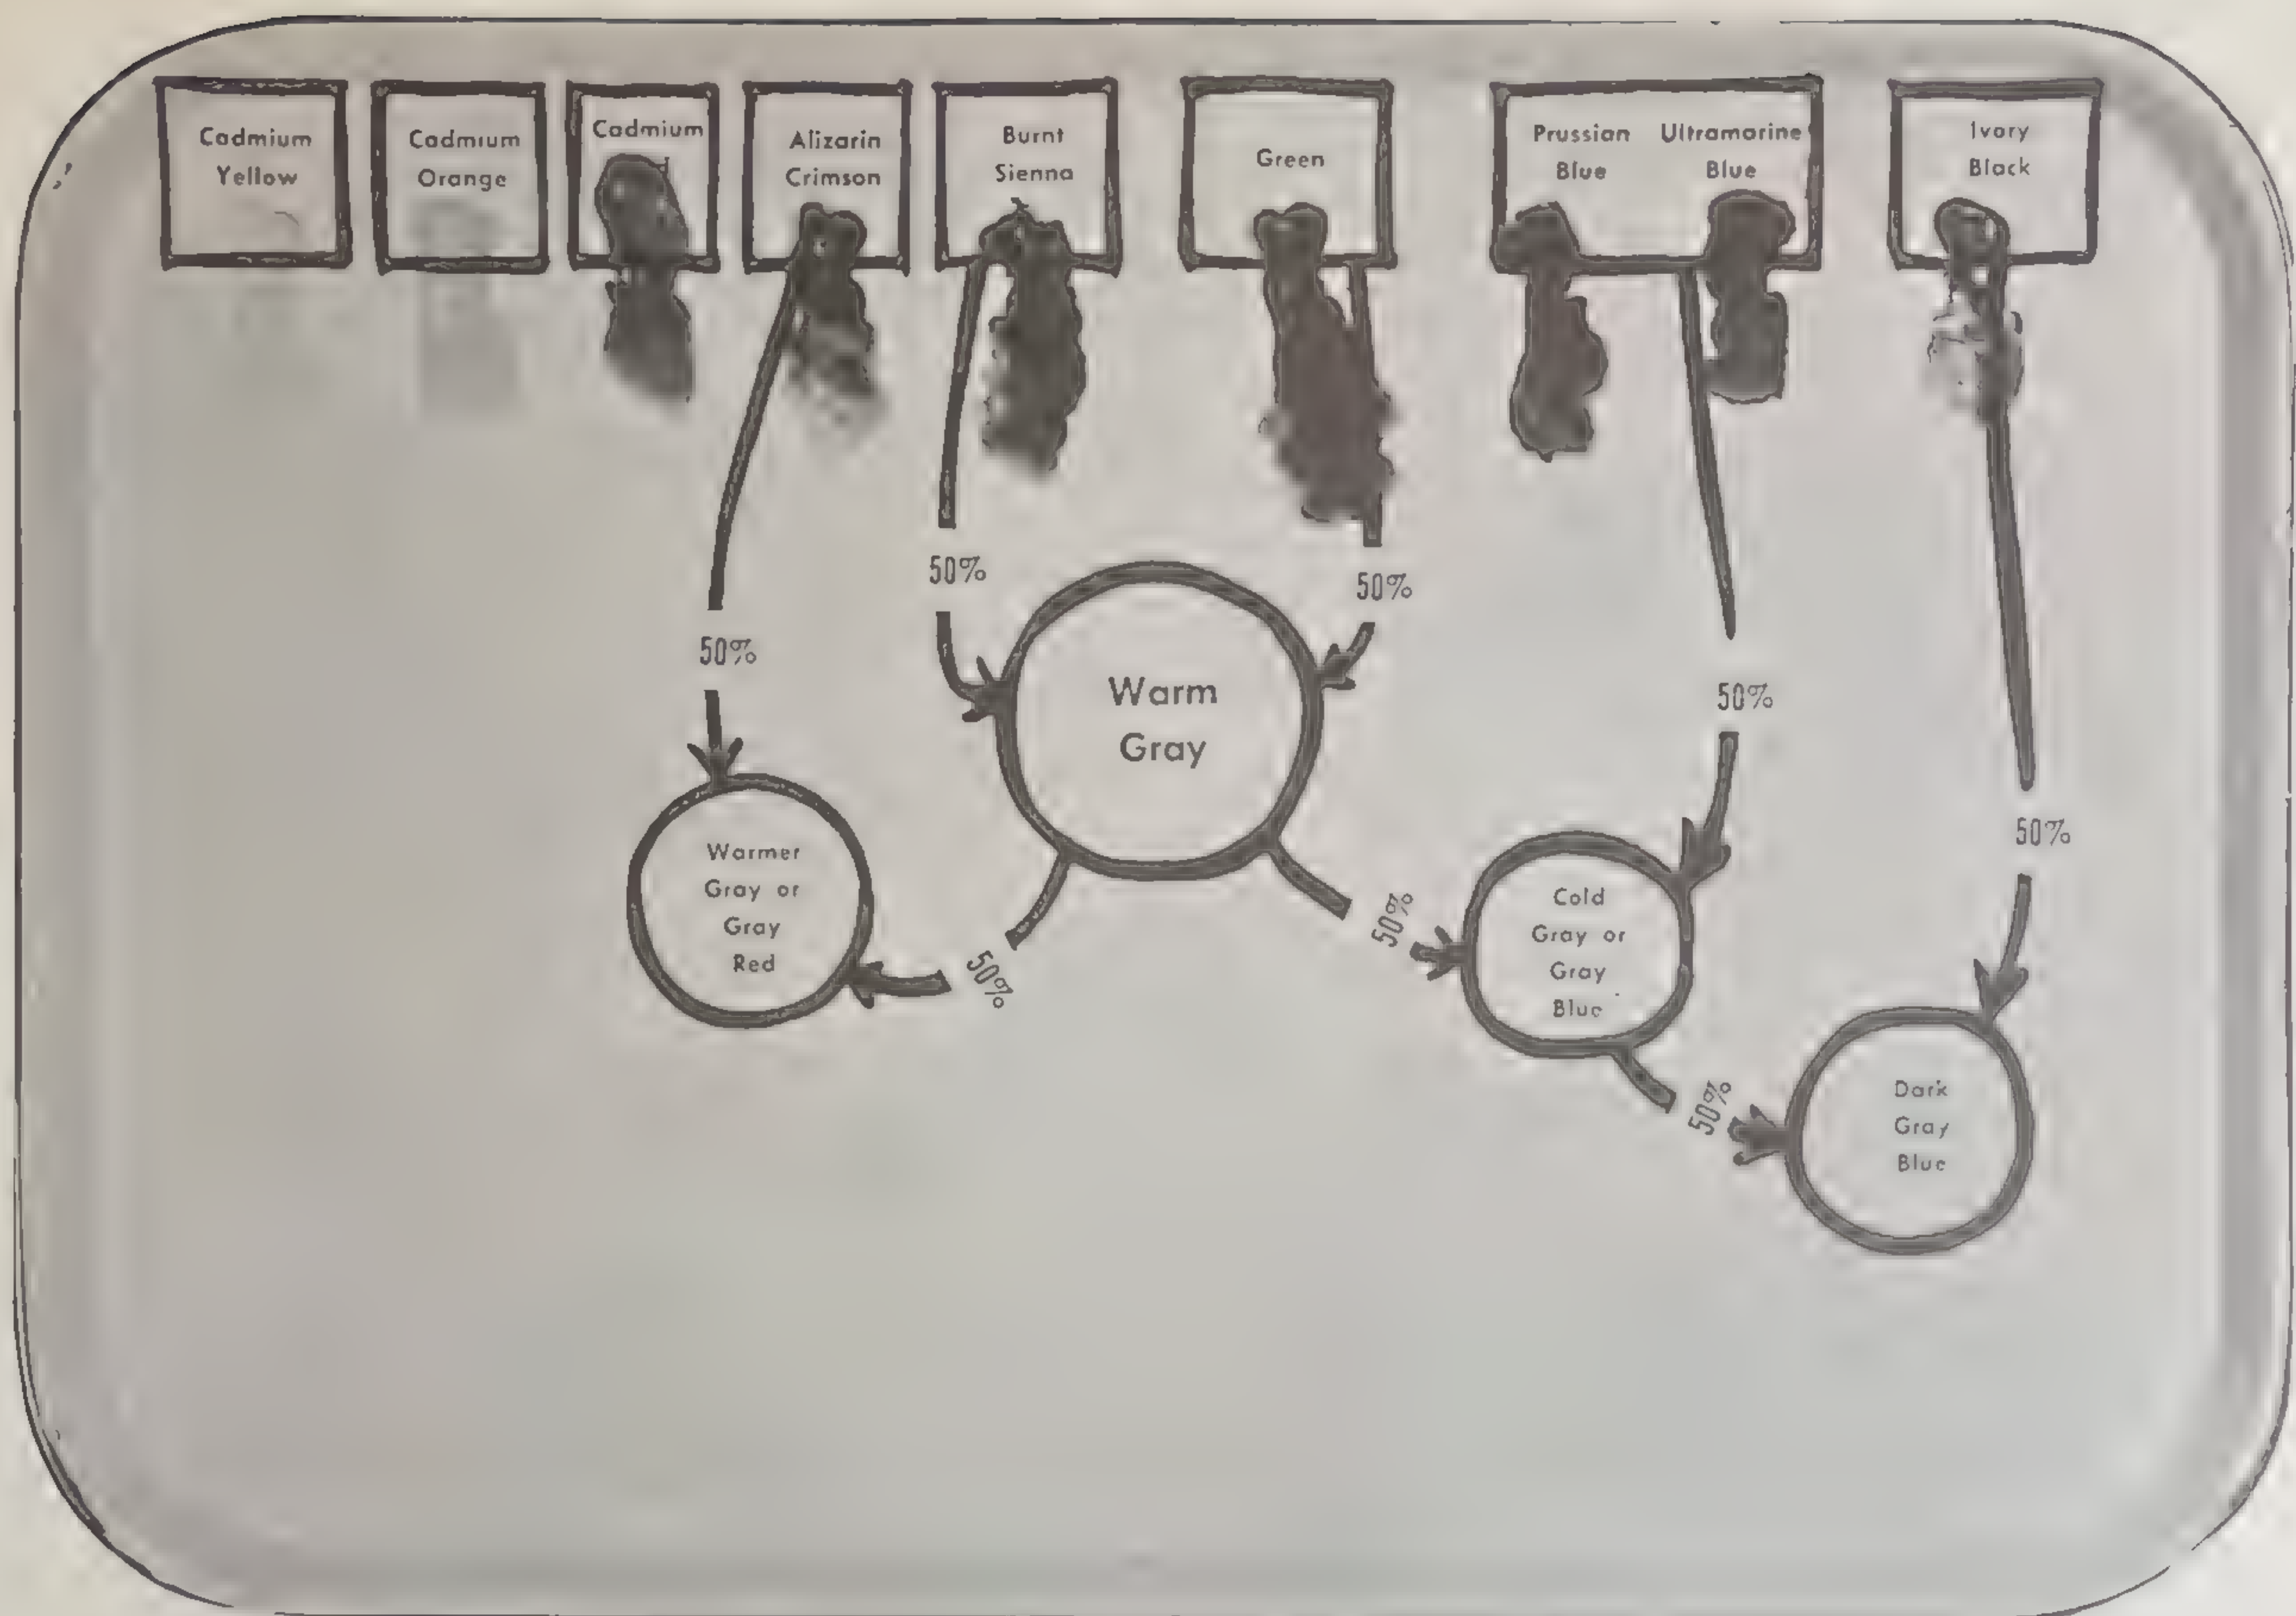 Cadmium
Yellow
Cadmium
Orange
Cadmium
Alizarin
Crimson
Burnt
Sienna
Green
Prussian
Blue
Ultramarine
Blue
Ivory
Black
50%
50%
50%
50%
50%
Warm
Gray
Warmer
Gray or
Gray
Red
50%
50%
Cold
Gray or
Gray
Blue
50%
Dark
Gray
Blue